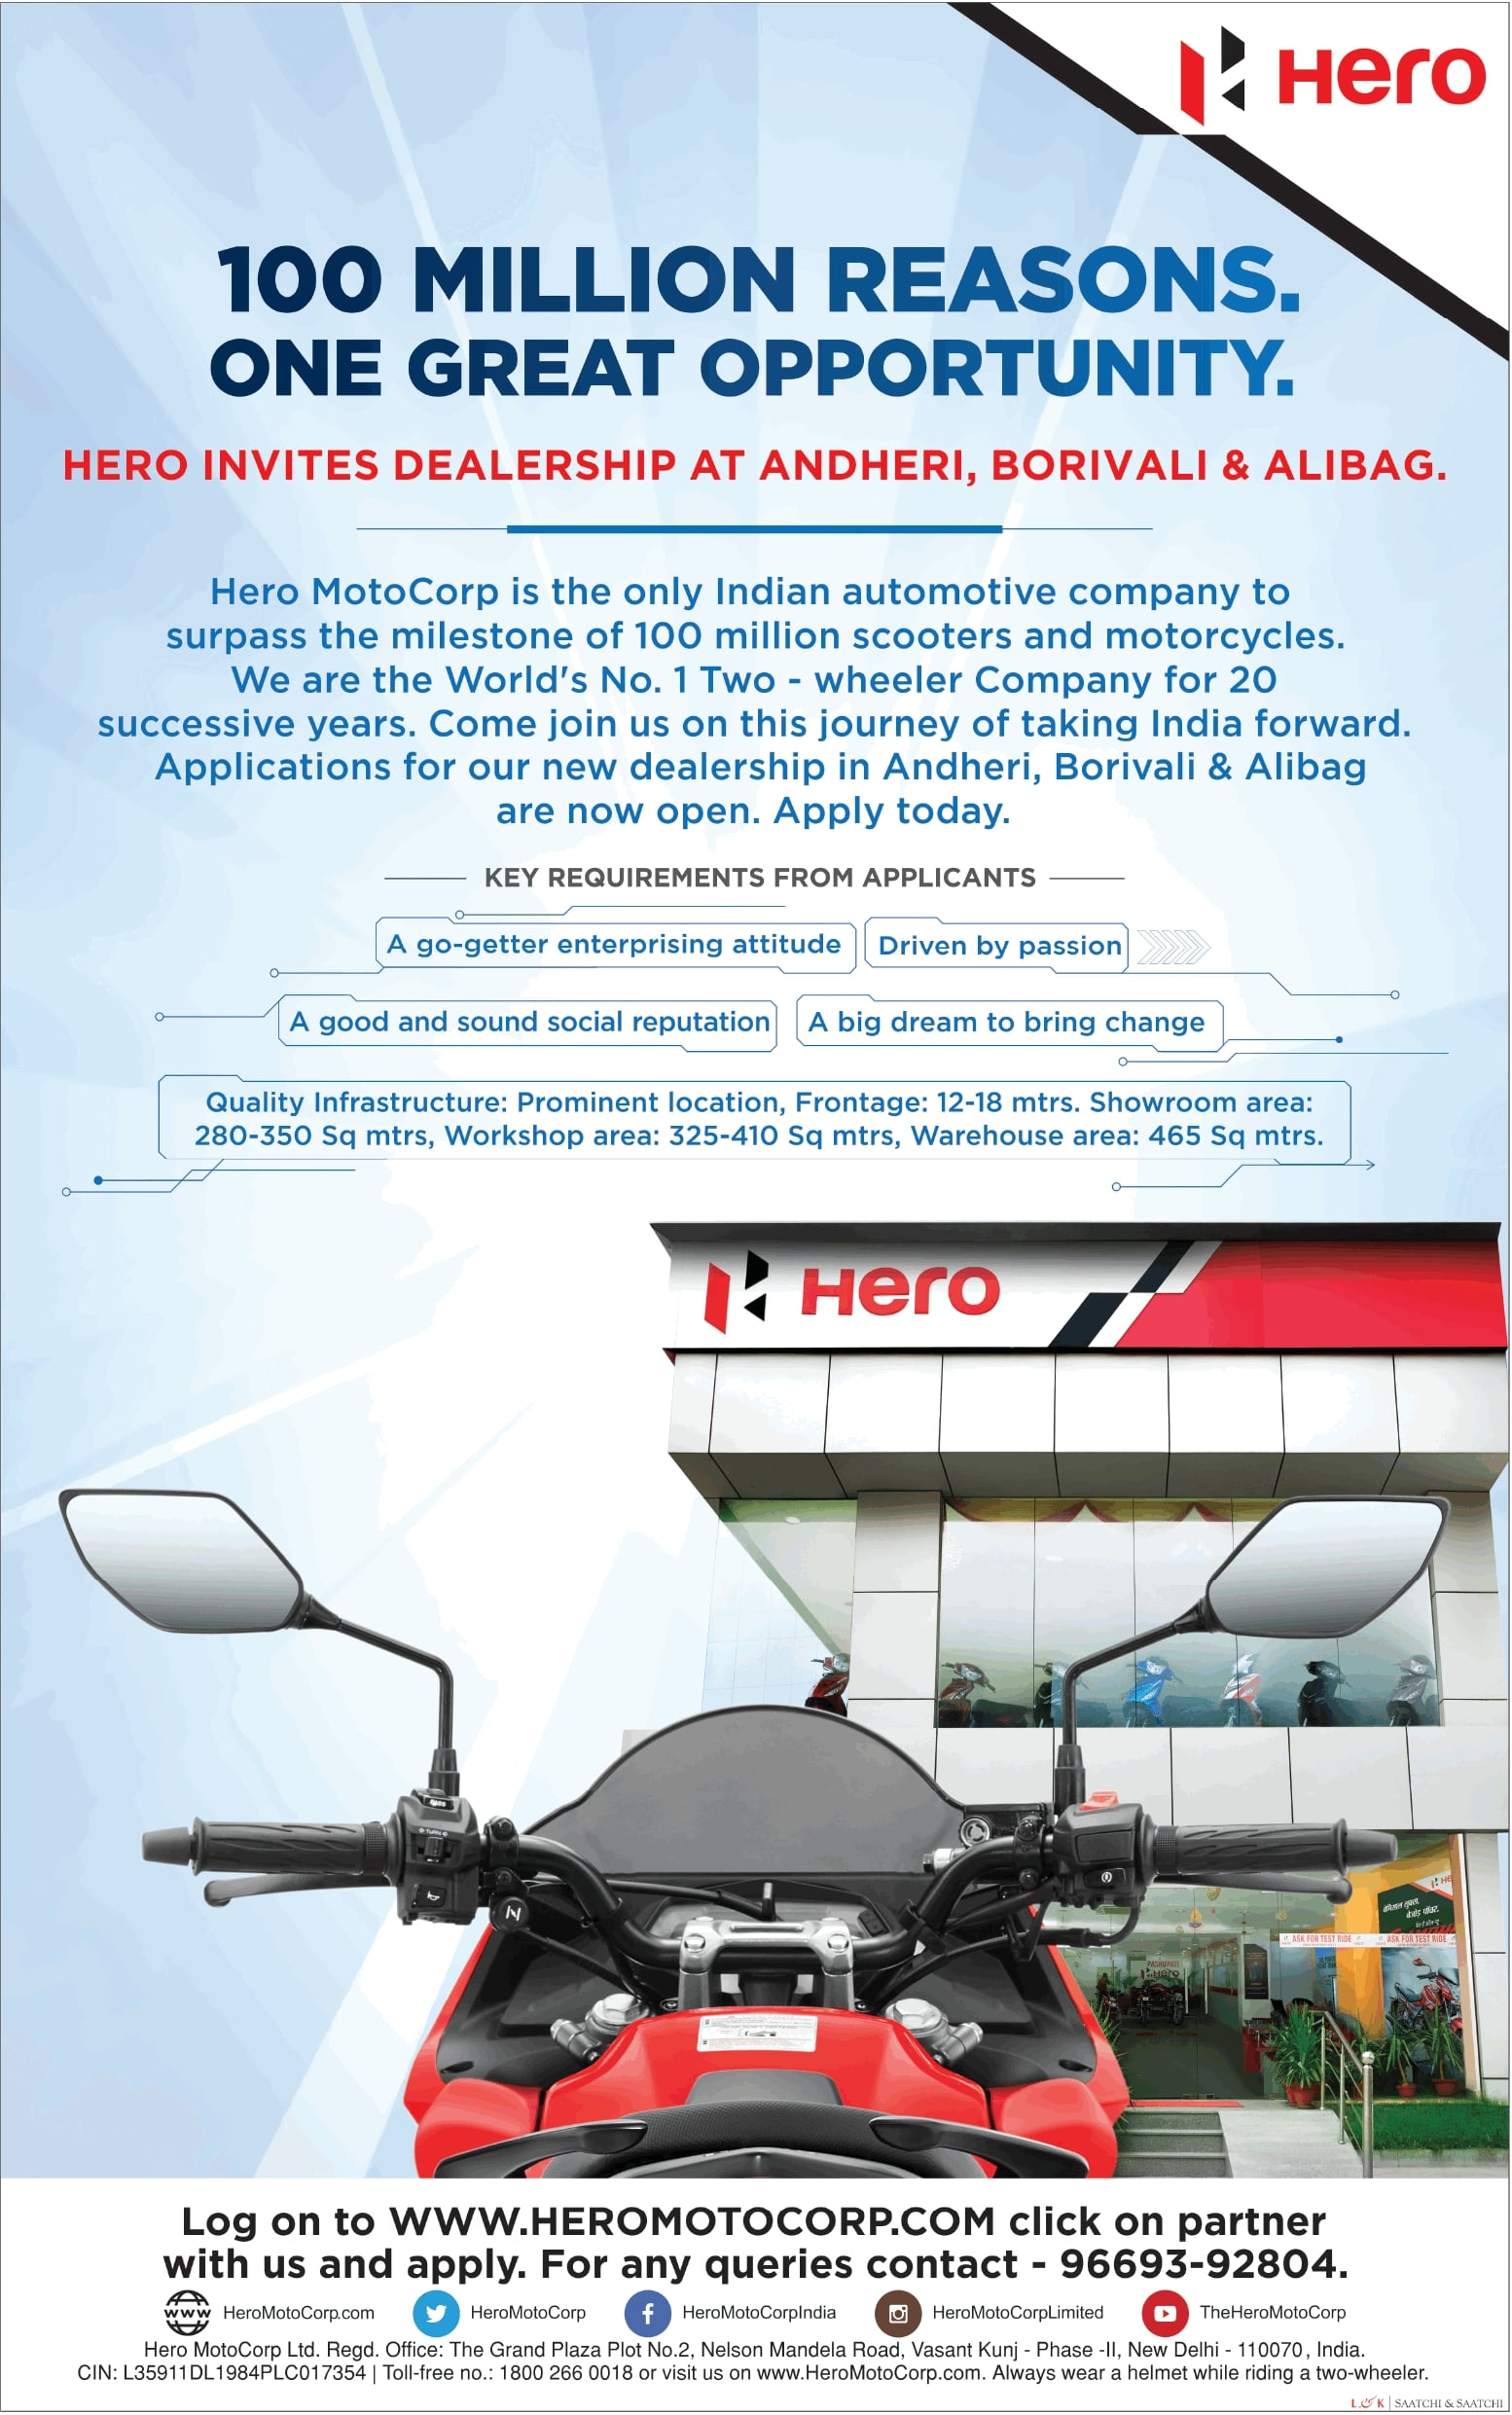 Hero
100 MILLION REASONS.
ONE GREAT OPPORTUNITY.
HERO INVITES DEALERSHIP AT ANDHERI, BORIVALI & ALIBAG.
Hero MotoCorp is the only Indian automotive company to
surpass the milestone of 100 million scooters and motorcycles.
We are the World's No. 1 Two - wheeler Company for 20
successive years. Come join us on this journey of taking India forward.
Applications for our new dealership in Andheri, Borivali & Alibag
are now open. Apply today.
KEY REQUIREMENTS FROM APPLICANTS
A go-getter enterprising attitude
Driven by passion
A good and sound social reputation
A big dream to bring change
Quality Infrastructure: Prominent location, Frontage: 12-18 mtrs. Showroom area:
280-350 Sq mtrs, Workshop area: 325-410 Sq mtrs, Warehouse area: 465 Sq mtrs.
Hero
PASS
TURN
HERO
ASK FOR TEST RIDE
ASK FOR TEST RIDE
Hero
Log on to WWW.HEROMOTOCORP.COM click on partner
with us and apply. For any queries contact - 96693-92804.
www HeroMotoCorp.com HeroMotoCorp HeroMotoCorpIndia HeroMotoCorpLimited TheHeroMotoCorp
Hero MotoCorp Ltd. Regd. Office: The Grand Plaza Plot No.2, Nelson Mandela Road, Vasant Kunj - Phase -II, New Delhi - 110070, India.
CIN: L35911DL1984PLC017354 | Toll-free no.: 1800 266 0018 or visit us on www.HeroMotoCorp.com. Always wear a helmet while riding a two-wheeler.
L&K | SAATCHI & SAATCHI